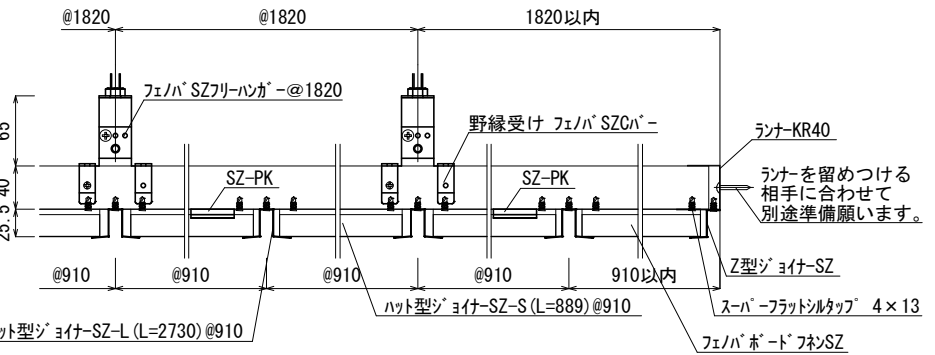 @1820
@1820
1820以内
フェノバSZフリーハンガー@1820
野縁受け フェノバSZCバー
ランナーKR40
65
40
25.5
SZ-PK
SZ-PK
ランナーを留めつける
相手に合わせて
別途準備願います。
@910
@910
@910
@910
910以内
Z型ジョイナーSZ
ット型ジョイナーSZ-L(L=2730)@910
ハット型ジョイナーSZ-S(L=889)@910
スーパーフラットシルタップ 4×13
フェノバボードフネンSZ